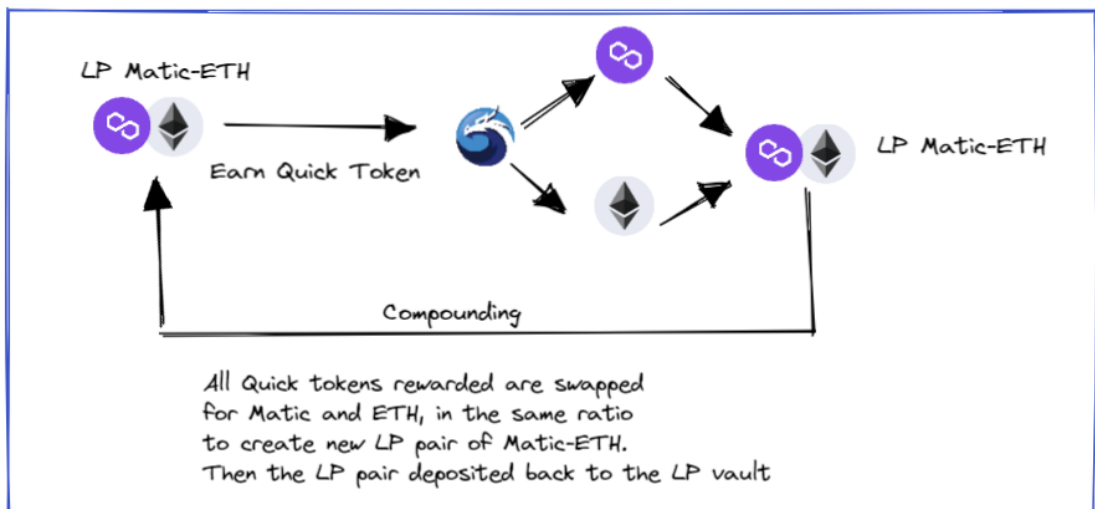 LP Matic-ETH
Earn Quick Token
LP Matic-ETH
Compounding
All Quick tokens rewarded are swapped
for Matic and ETH, in the same ratio
to create new LP pair of Matic-ETH.
Then the LP pair deposited back to the LP vault